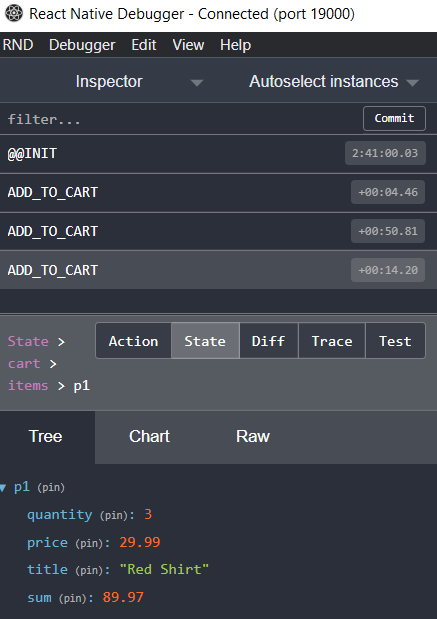 React Native Debugger - Connected (port 19000)
RND Debugger Edit View Help
Inspector Autoselect instances
filter... Commit
@@INIT 2:41:00.03
ADD_TO_CART +00:04.46
ADD_TO_CART +00:50.81
ADD_TO_CART +00:14.20
State > Action State Diff Trace Test
cart >
items > p1
Tree Chart Raw
p1 (pin)
quantity (pin): 3
price (pin): 29.99
title (pin): "Red Shirt"
sum (pin): 89.97